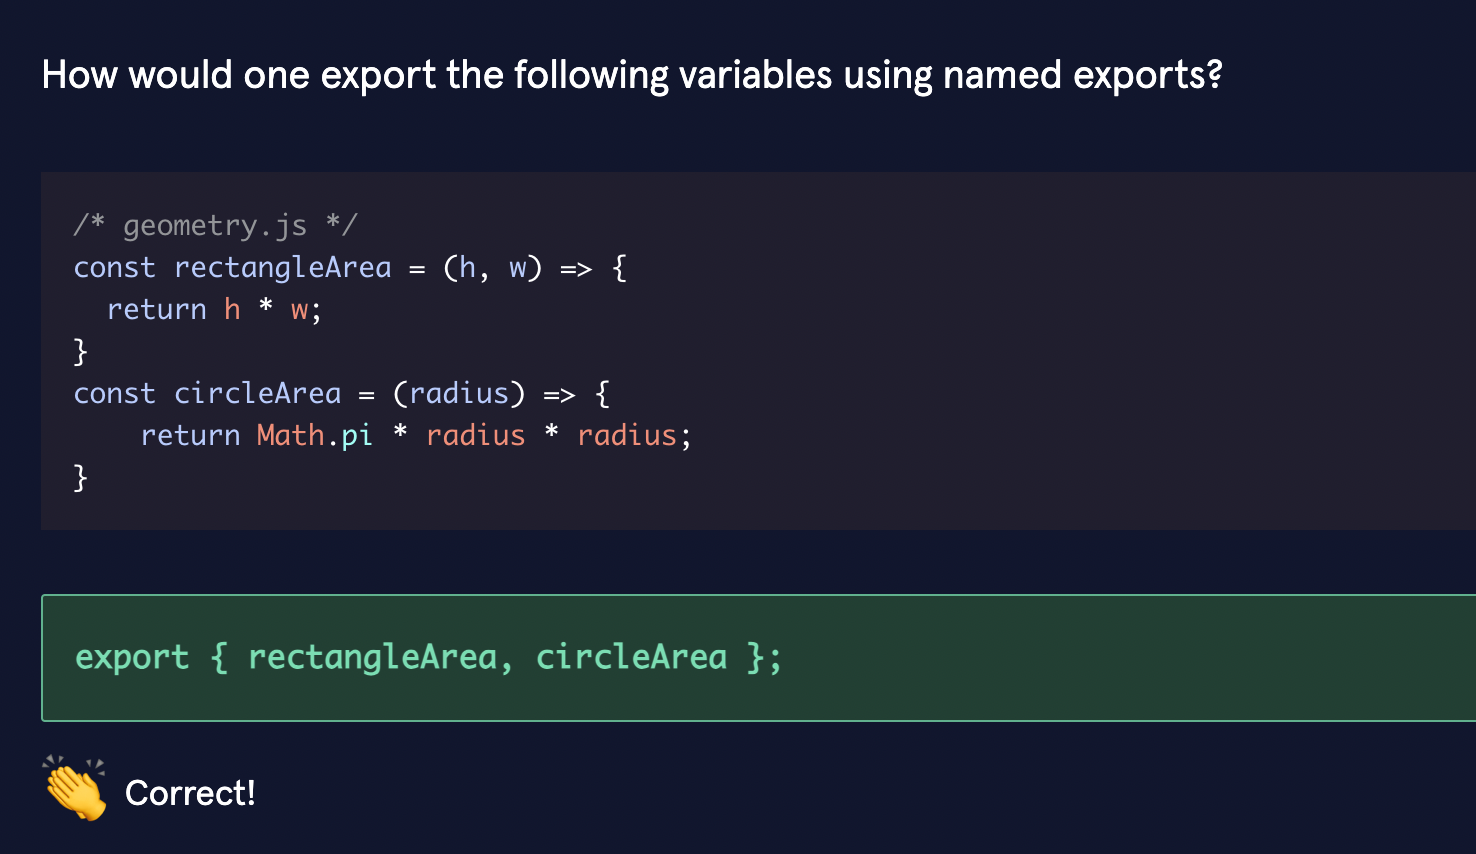 How would one export the following variables using named exports?
/* geometry.js */
const rectangleArea = (h, w) => {
  return h * w;
}
const circleArea = (radius) => {
    return Math.pi * radius * radius;
}
export { rectangleArea, circleArea };
Correct!